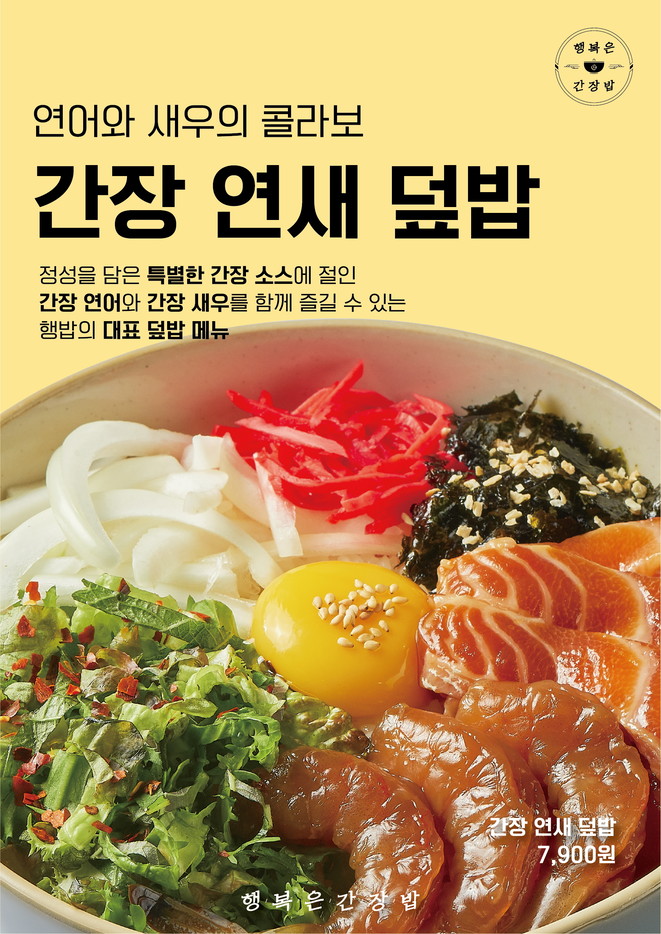 행복은
간장밥
연어와 새우의 콜라보
간장 연새 덮밥
정성을 담은 특별한 간장 소스에 절인
간장 연어와 간장 새우를 함께 즐길 수 있는
행밥의 대표 덮밥 메뉴
간장 연새 덮밥
7,900원
행복은간장밥